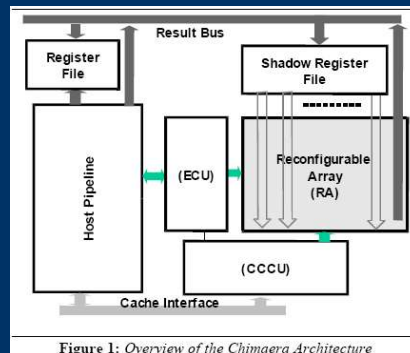 Result Bus
Register
File
Shadow Register
File
Host Pipeline
(ECU)
Reconfigurable
Array
(RA)
(CCCU)
Cache Interface
Figure 1: Overview of the Chimaera Architecture